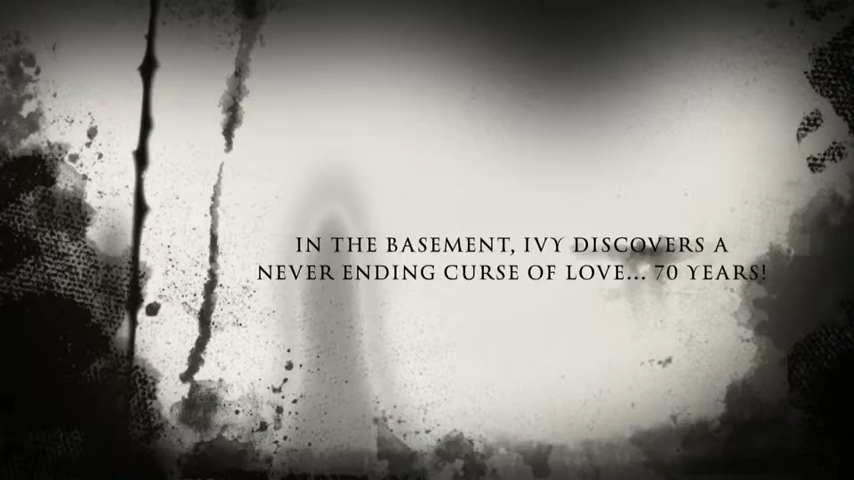 IN THE BASEMENT, IVY DISCOVERS A
NEVER ENDING CURSE OF LOVE... 70 YEARS!